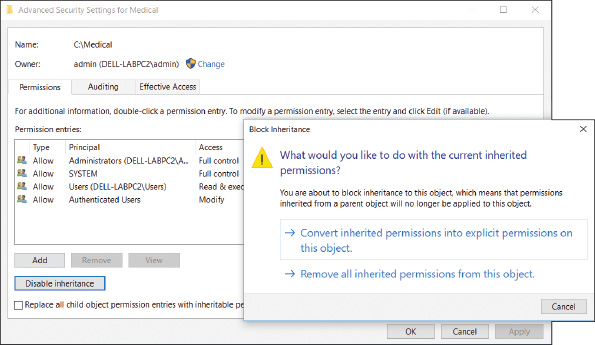 Advanced Security Settings for Medical
Name: C:\Medical
Owner: admin (DELL-LABPC2\admin) Change
Permissions Auditing Effective Access
For additional information, double-click a permission entry. To modify a permission entry, select the entry and click Edit (if available).
Permission entries:
Type Principal Access
Allow Administrators (DELL-LABPC2\A... Full control
Allow SYSTEM Full control
Allow Users (DELL-LABPC2\Users) Read & exec
Allow Authenticated Users Modify
Add Remove View
Disable inheritance
Replace all child object permission entries with inheritable pe
OK Cancel Apply
Block Inheritance
What would you like to do with the current inherited
permissions?
You are about to block inheritance to this object, which means that permissions
inherited from a parent object will no longer be applied to this object.
Convert inherited permissions into explicit permissions on
this object.
Remove all inherited permissions from this object.
Cancel